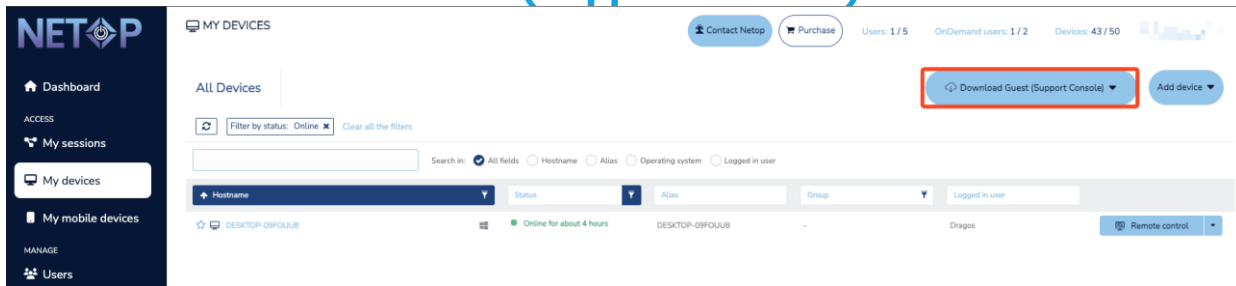 NETOP
MY DEVICES
Contact Netop
Purchase
Users: 1 / 5
OnDemand users: 1 / 2
Devices: 43 / 50
Dashboard
ACCESS
My sessions
My devices
My mobile devices
MANAGE
Users
All Devices
Download Guest (Support Console)
Add device
Filter by status: Online ✖
Clear all the filters
Search in: All fields Hostname Alias Operating system Logged in user
Hostname Status Alias Group Logged in user
DESKTOP-09FOUU8 Online for about 4 hours DESKTOP-09FOUU8 - Dragos Remote control